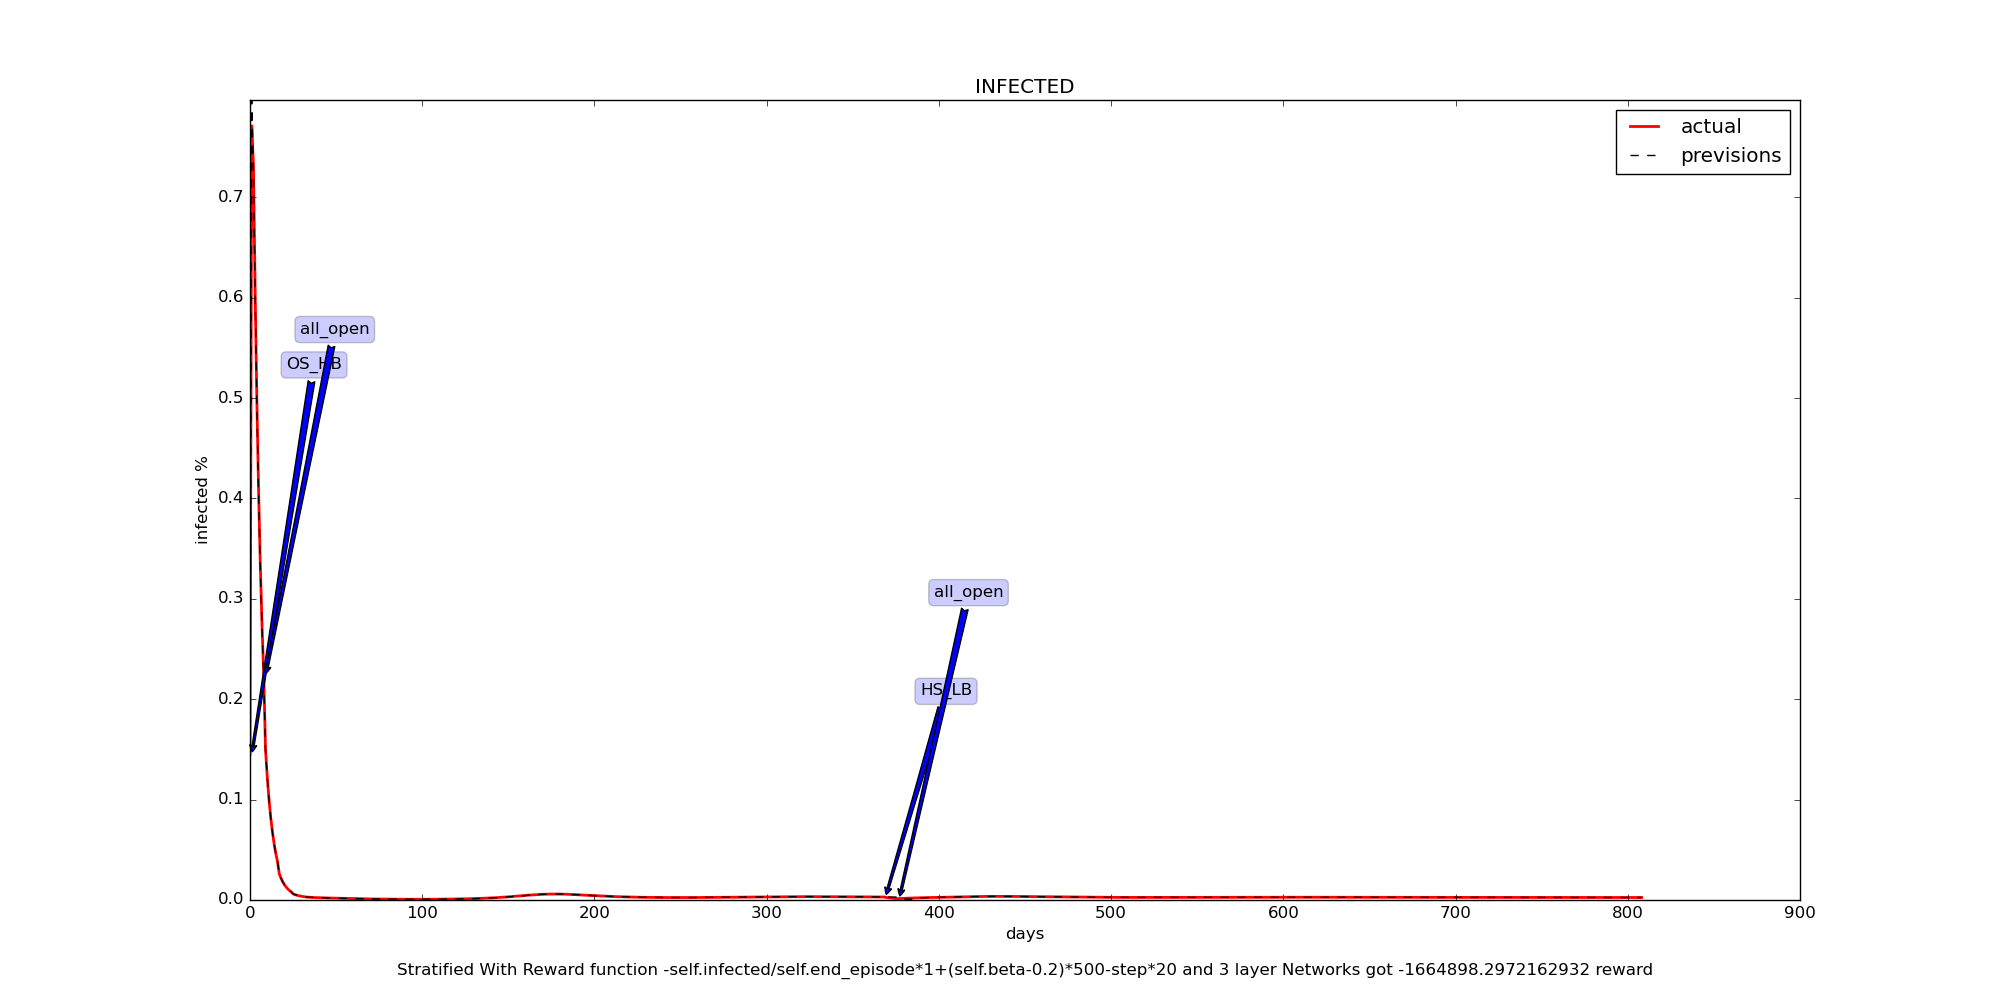 INFECTED
actual
previsions
0.7
0.6
0.5
0.4
0.3
0.2
0.1
0.0
infected %
all_open
OS_HB
all_open
HS_LB
0 100 200 300 400 500 600 700 800 900
days
Stratified With Reward function -self.infected/self.end_episode*1+(self.beta-0.2)*500-step*20 and 3 layer Networks got -1664898.2972162932 reward